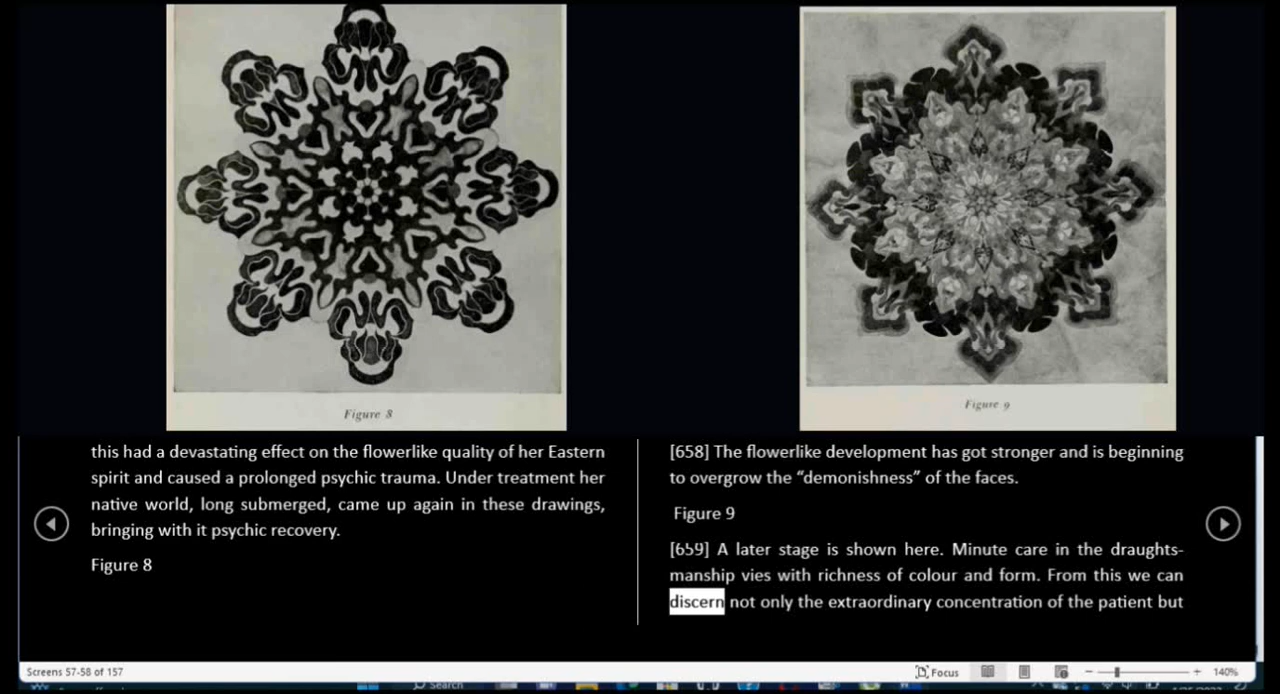 Figure 8
Figure 9
this had a devastating effect on the flowerlike quality of her Eastern
spirit and caused a prolonged psychic trauma. Under treatment her
native world, long submerged, came up again in these drawings,
bringing with it psychic recovery.
Figure 8
[658] The flowerlike development has got stronger and is beginning
to overgrow the “demonishness” of the faces.
Figure 9
[659] A later stage is shown here. Minute care in the draughts-
manship vies with richness of colour and form. From this we can
discern not only the extraordinary concentration of the patient but
Screens 57-58 of 157
Focus
140%
Search